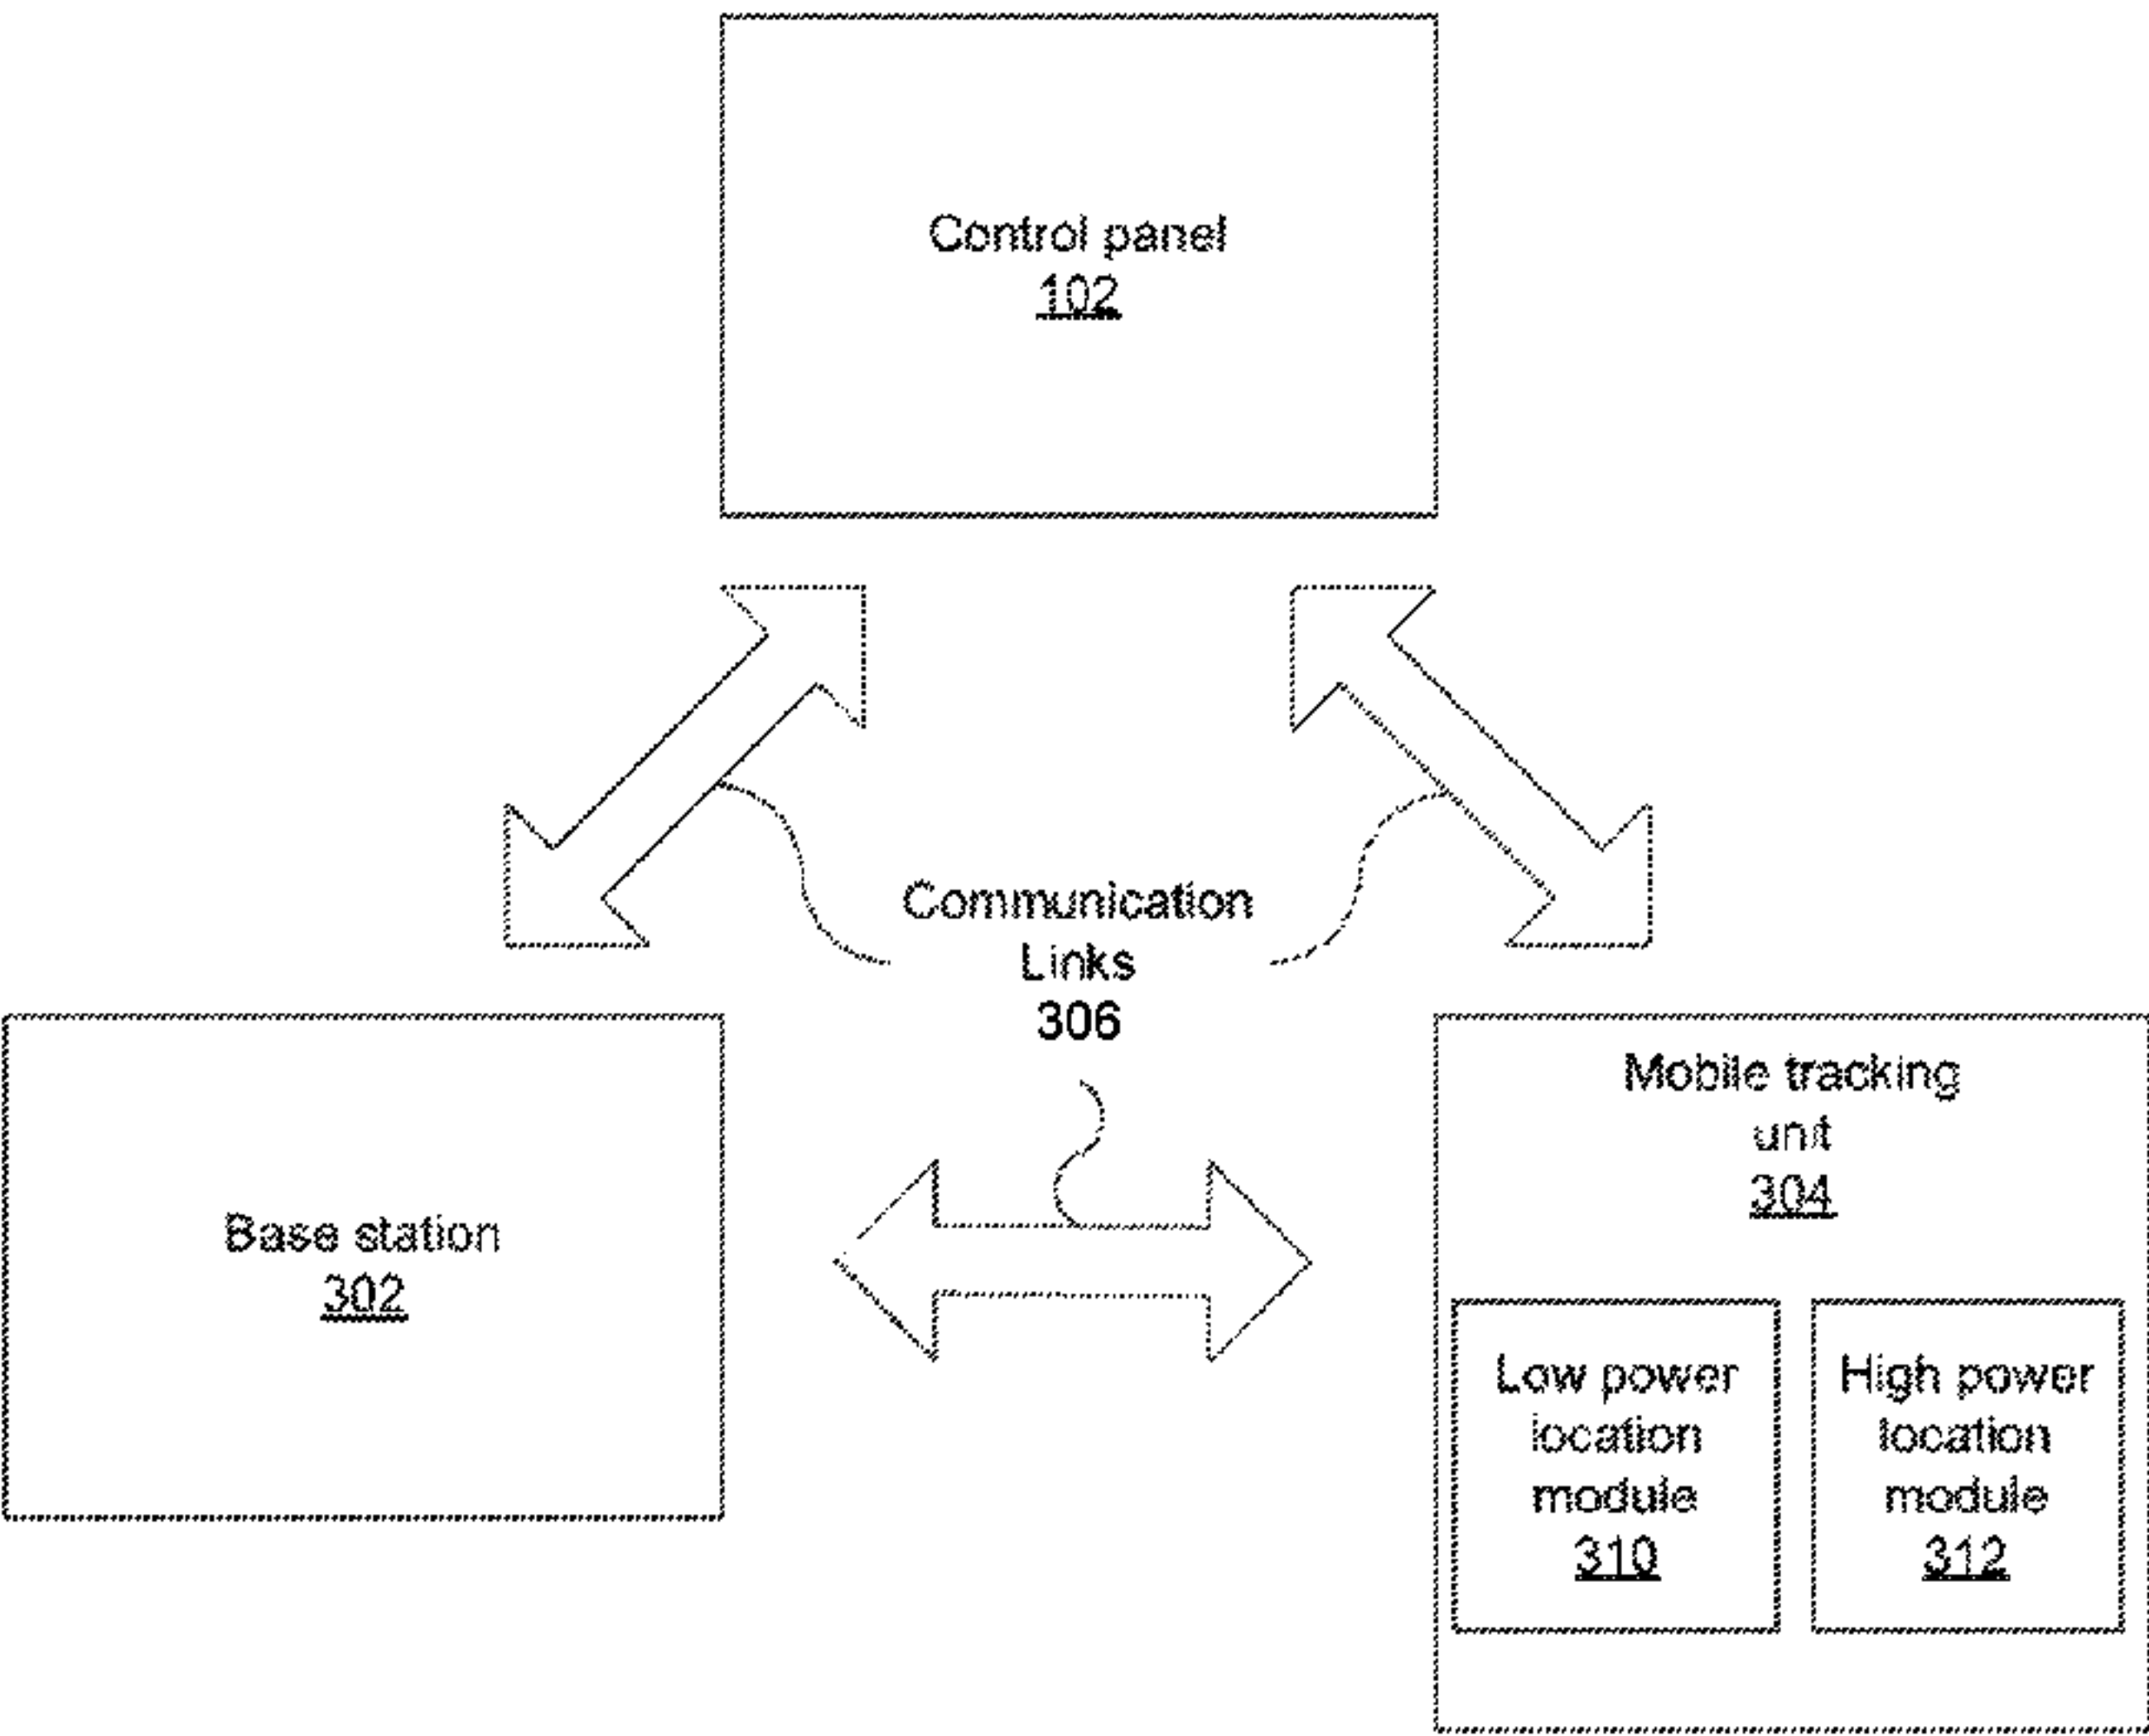 Control panel
102
Communication
Links
306
Base station
302
Mobile tracking
unit
304
Low power
location
module
310
High power
location
module
312